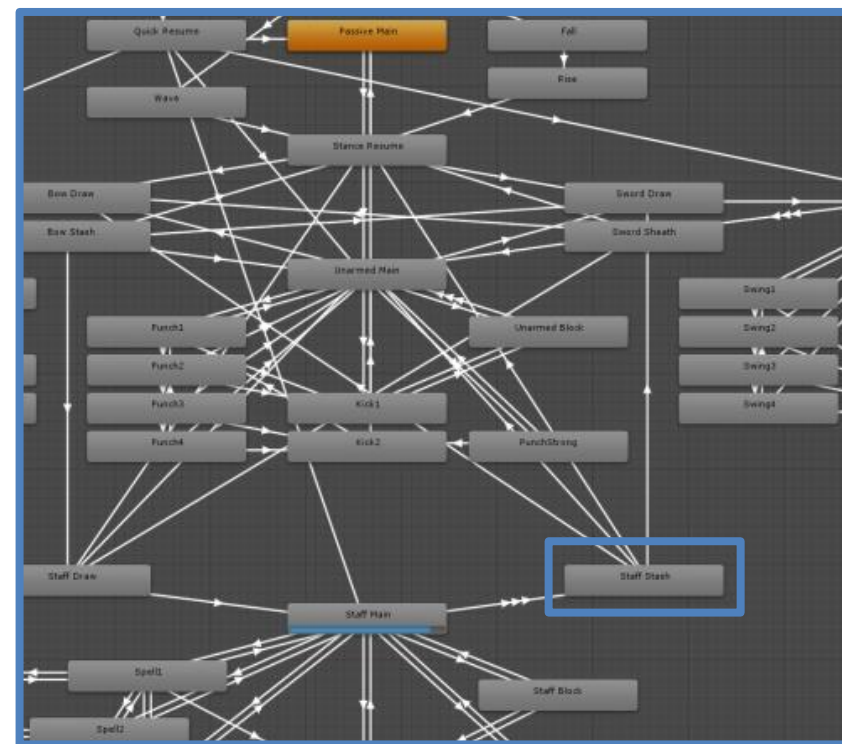 Quick Resume
Passive Main
Fall
Rise
Wave
Stance Resume
Bow Draw
Sword Draw
Bow Stash
Sword Sheath
Unarmed Main
Swing1
Punch1
Unarmed Block
Swing2
Punch2
Swing3
Punch3
Kick1
Swing4
Punch4
Kick2
PunchStrong
Staff Draw
Staff Stash
Staff Main
Spell1
Staff Block
Spell2